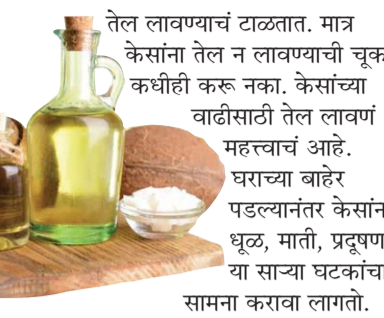 तेल लावण्याचं टाळतात. मात्र
केसांना तेल न लावण्याची चूक
कधीही करू नका. केसांच्या
वाढीसाठी तेल लावणं
महत्त्वाचं आहे.
घराच्या बाहेर
पडल्यानंतर केसांन
धूळ, माती, प्रदूषण
या साऱ्या घटकांचा
सामना करावा लागतो.